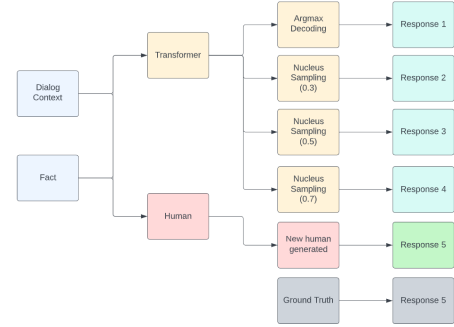 Argmax
Decoding
Response 1
Transformer
Nucleus
Sampling
(0.3)
Response 2
Dialog
Context
Nucleus
Sampling
(0.5)
Response 3
Fact
Nucleus
Sampling
(0.7)
Response 4
Human
New human
generated
Response 5
Ground Truth
Response 5